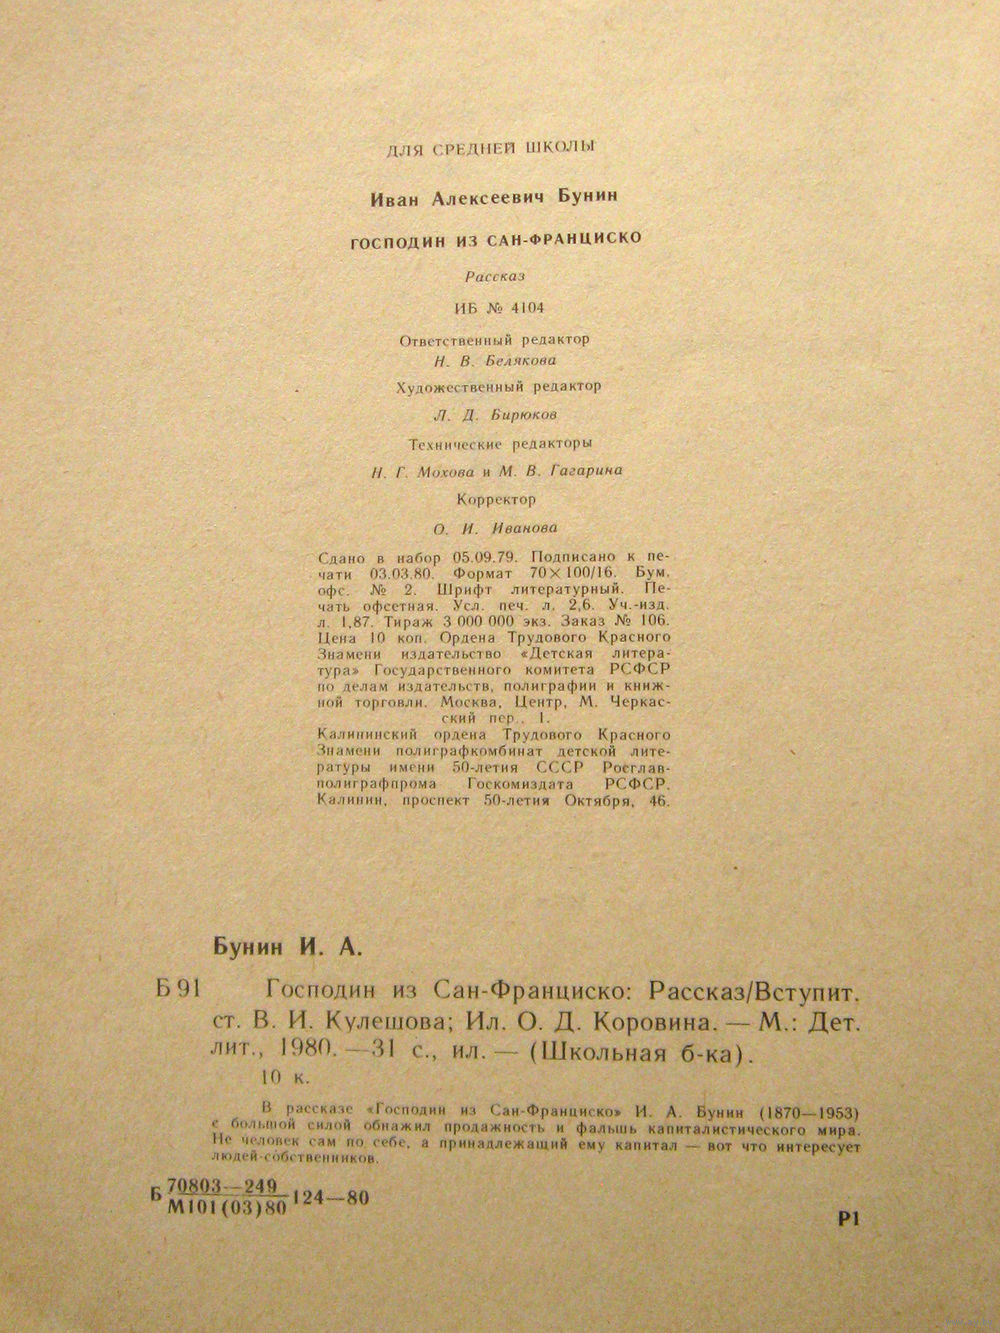 ДЛЯ СРЕДНЕЙ ШКОЛЫ
Иван Алексеевич Бунин
ГОСПОДИН ИЗ САН-ФРАНЦИСКО
Рассказ
ИБ № 4104
Ответственный редактор
Н. В. Белякова
Художественный редактор
Л. Д. Бирюков
Технические редакторы
Н. Г. Мохова и М. В. Гагарина
Корректор
О. И. Иванова
Сдано в набор 05.09.79. Подписано к пе-
чати 03.03.80. Формат 70×100/16. Бум.
офс. № 2. Шрифт литературный. Пе-
чать офсетная. Усл. печ. л. 2,6. Уч.-изд.
л. 1,87. Тираж 3 000 000 экз. Заказ № 106.
Цена 10 коп. Ордена Трудового Красного
Знамени издательство «Детская литера-
тура» Государственного комитета РСФСР
по делам издательств, полиграфии и книж-
ной торговли. Москва, Центр, М. Черкас-
ский пер., 1.
Калининский ордена Трудового Красного
Знамени полиграфкомбинат детской лите-
ратуры имени 50-летия СССР Росглав-
полиграфпрома Госкомиздата РСФСР.
Калинин, проспект 50-летия Октября, 46.
Бунин И. А.
Б 91 Господин из Сан-Франциско: Рассказ/Вступит.
ст. В. И. Кулешова; Ил. О. Д. Коровина. — М.: Дет.
лит., 1980. —31 с., ил. — (Школьная б-ка).
10 к.
В рассказе «Господин из Сан-Франциско» И. А. Бунин (1870—1953)
с большой силой обнажил продажность и фальшь капиталистического мира.
Не человек сам по себе, а принадлежащий ему капитал — вот что интересует
людей-собственников.
Б 70803—249 124—80
М101(03)80
Р1